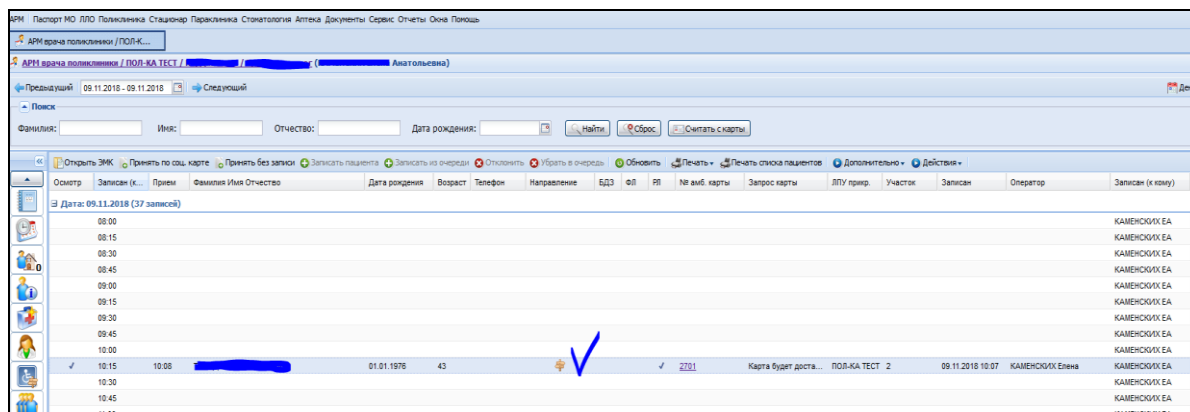 АРМ Паспорт МО ЛЛО Поликлиника Стационар Параклиника Стоматология Аптека Документы Сервис Отчеты Окна Помощь
АРМ врача поликлиники / ПОЛ-К...
АРМ врача поликлиники / ПОЛ-КА ТЕСТ / / ( Анатольевна)
Предыдущий 09.11.2018 - 09.11.2018 Следующий
Поиск
Фамилия: Имя: Отчество: Дата рождения: Найти Сброс Считать с карты
Открыть ЭМК Принять по соц. карте Принять без записи Записать пациента Записать из очереди Отклонить Убрать в очередь Обновить Печать Печать списка пациентов Дополнительно Действия
Осмотр Записан (к... Прием Фамилия Имя Отчество Дата рождения Возраст Телефон Направление БДЗ ФЛ РЛ № амб. карты Запрос карты ЛПУ прикр. Участок Записан Оператор Записан (к кому)
Дата: 09.11.2018 (37 записей)
08:00 КАМЕНСКИХ ЕА
08:15 КАМЕНСКИХ ЕА
08:30 КАМЕНСКИХ ЕА
08:45 КАМЕНСКИХ ЕА
09:00 КАМЕНСКИХ ЕА
09:15 КАМЕНСКИХ ЕА
09:30 КАМЕНСКИХ ЕА
09:45 КАМЕНСКИХ ЕА
10:00 КАМЕНСКИХ ЕА
10:15 10:08 01.01.1976 43 2701 Карта будет доста... ПОЛ-КА ТЕСТ 2 09.11.2018 10:07 КАМЕНСКИХ Елена КАМЕНСКИХ ЕА
10:30 КАМЕНСКИХ ЕА
10:45 КАМЕНСКИХ ЕА